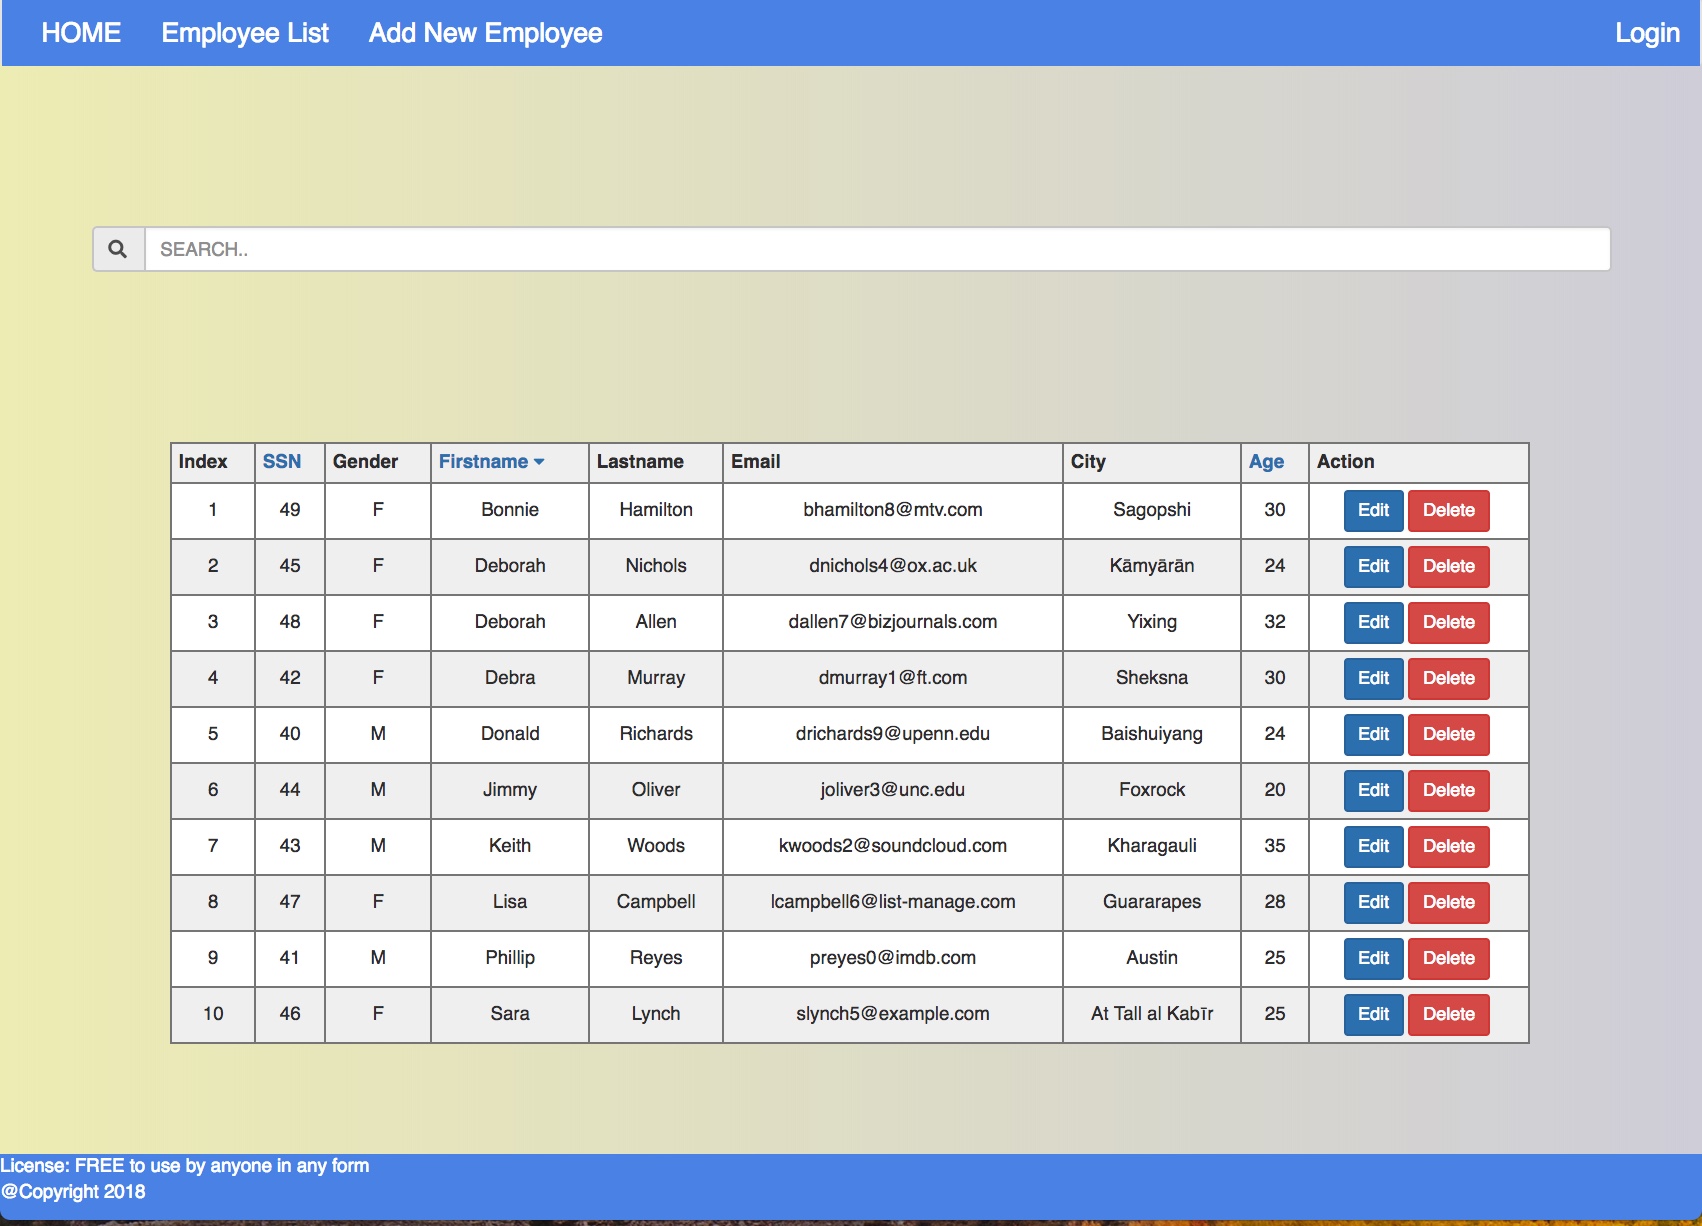 HOME Employee List Add New Employee Login
SEARCH..
Index SSN Gender Firstname Lastname Email City Age Action
1 49 F Bonnie Hamilton bhamilton8@mtv.com Sagopshi 30 Edit Delete
2 45 F Deborah Nichols dnichols4@ox.ac.uk Kāmyārān 24 Edit Delete
3 48 F Deborah Allen dallen7@bizjournals.com Yixing 32 Edit Delete
4 42 F Debra Murray dmurray1@ft.com Sheksna 30 Edit Delete
5 40 M Donald Richards drichards9@upenn.edu Baishuiyang 24 Edit Delete
6 44 M Jimmy Oliver joliver3@unc.edu Foxrock 20 Edit Delete
7 43 M Keith Woods kwoods2@soundcloud.com Kharagauli 35 Edit Delete
8 47 F Lisa Campbell lcampbell6@list-manage.com Guararapes 28 Edit Delete
9 41 M Phillip Reyes preyes0@imdb.com Austin 25 Edit Delete
10 46 F Sara Lynch slynch5@example.com At Tall al Kabīr 25 Edit Delete
License: FREE to use by anyone in any form
@Copyright 2018